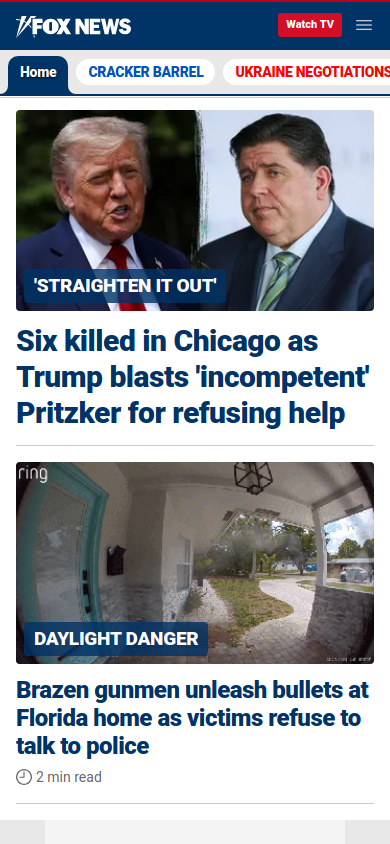 FOX NEWS
Watch TV
Home
CRACKER BARREL
UKRAINE NEGOTIATIONS
'STRAIGHTEN IT OUT'
Six killed in Chicago as
Trump blasts 'incompetent'
Pritzker for refusing help
ring
DAYLIGHT DANGER
Brazen gunmen unleash bullets at
Florida home as victims refuse to
talk to police
2 min read